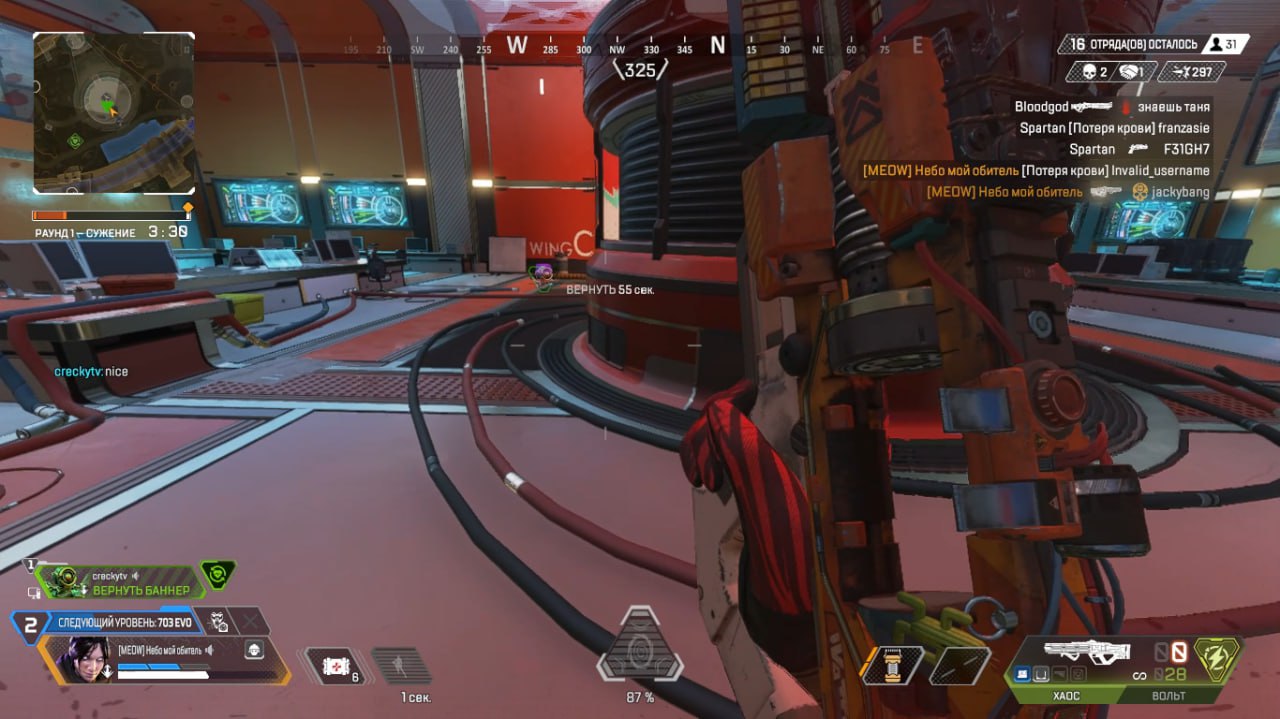 195 210 SW 240 255 W 285 300 NW 330 345 N 15 30 NE 60 75 E
325
16 ОТРЯДА(ОВ) ОСТАЛОСЬ 31
2 1 297
Bloodgod знаешь таня
Spartan [Потеря крови] franzasie
Spartan F31GH7
[MEOW] Небо мой обитель [Потеря крови] Invalid_username
[MEOW] Небо мой обитель jackybang
РАУНД 1 – СУЖЕНИЕ 3:30
WING C
ВЕРНУТЬ 55 сек.
creckytv: nice
1
creckytv
ВЕРНУТЬ БАННЕР
2 СЛЕДУЮЩИЙ УРОВЕНЬ: 703 EVO
[MEOW] Небо мой обитель
6
1 сек.
87 %
00
∞ 028
ХАОС ВОЛЬТ